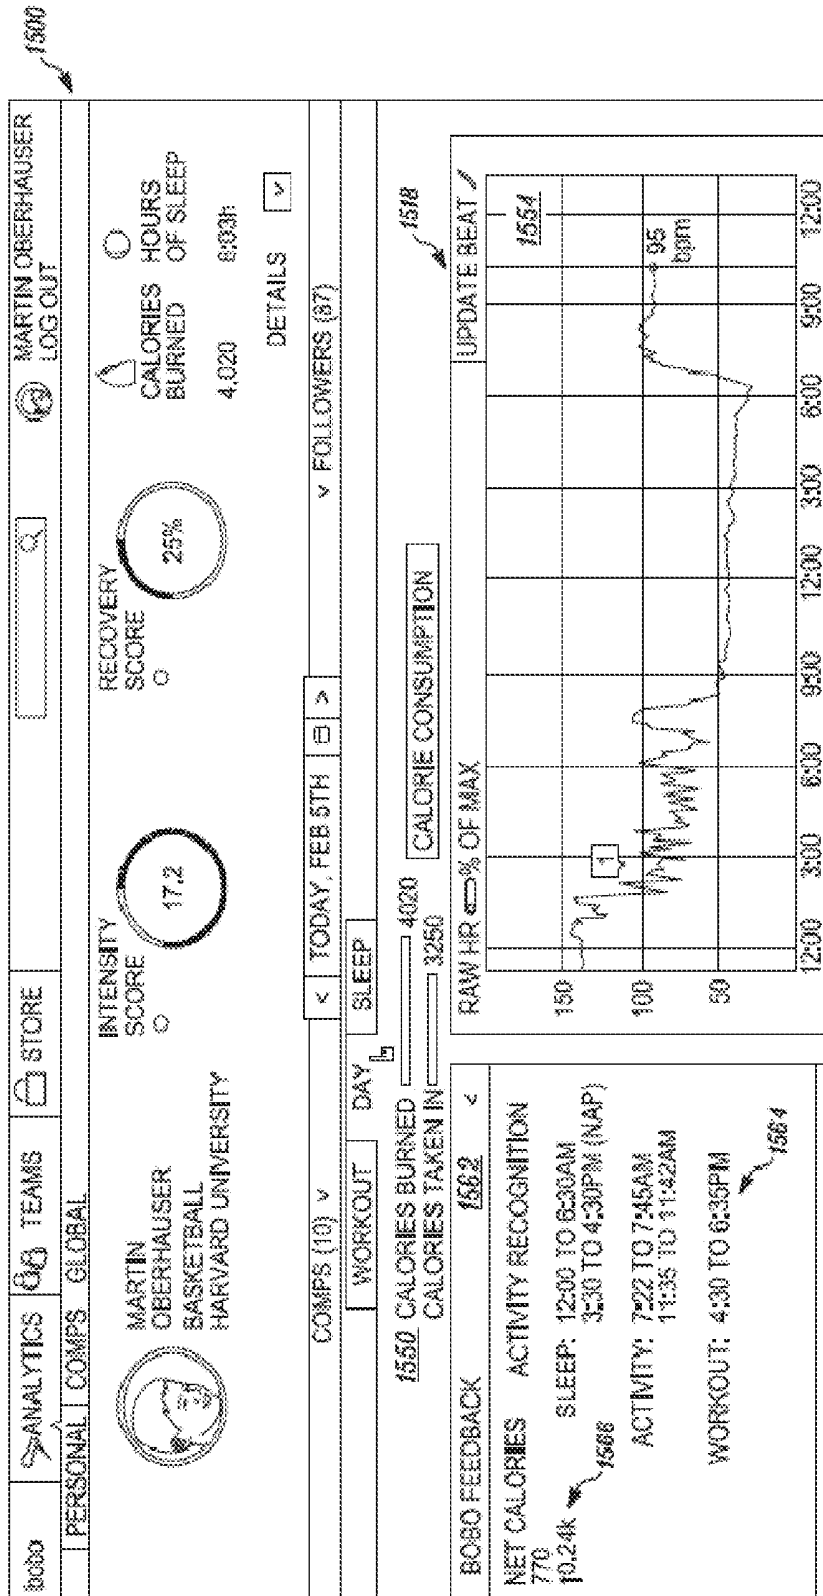 1500
bobo
ANALYTICS
TEAMS
STORE
MARTIN OBERHAUSER
LOG OUT
PERSONAL
COMPS
GLOBAL
MARTIN
OBERHAUSER
BASKETBALL
HARVARD UNIVERSITY
INTENSITY
SCORE
17.2
RECOVERY
SCORE
25%
CALORIES
BURNED
4,020
HOURS
OF SLEEP
8:03h
DETAILS v
COMPS (10) v
< TODAY, FEB 5TH >
v FOLLOWERS (87)
WORKOUT
DAY
SLEEP
1550 CALORIES BURNED 4020
CALORIES TAKEN IN 3250
CALORIE CONSUMPTION
1518
BOBO FEEDBACK 1562 <
NET CALORIES
770
10.24k
1566
ACTIVITY RECOGNITION
SLEEP: 12:00 TO 6:30AM
3:30 TO 4:30PM (NAP)
ACTIVITY: 7:22 TO 7:45AM
11:35 TO 11:42AM
WORKOUT: 4:30 TO 6:35PM
1564
RAW HR % OF MAX
UPDATE BEAT
1554
150
100
50
1
95
bpm
12:00 3:00 6:00 9:00 12:00 3:00 6:00 9:00 12:00